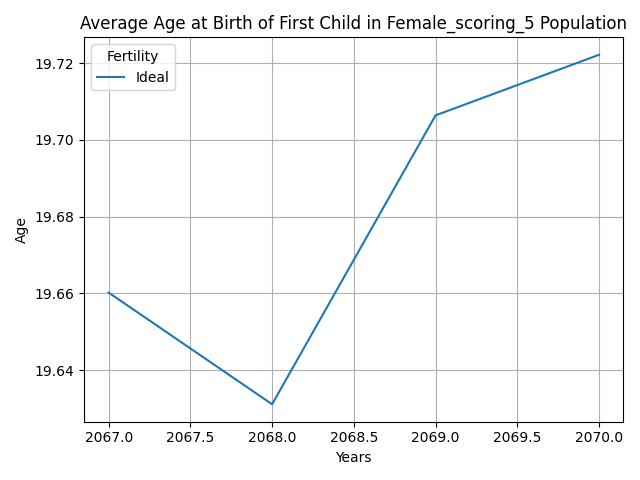 Average Age at Birth of First Child in Female_scoring_5 Population
Fertility
Ideal
19.72
19.70
19.68
19.66
19.64
Age
2067.0 2067.5 2068.0 2068.5 2069.0 2069.5 2070.0
Years